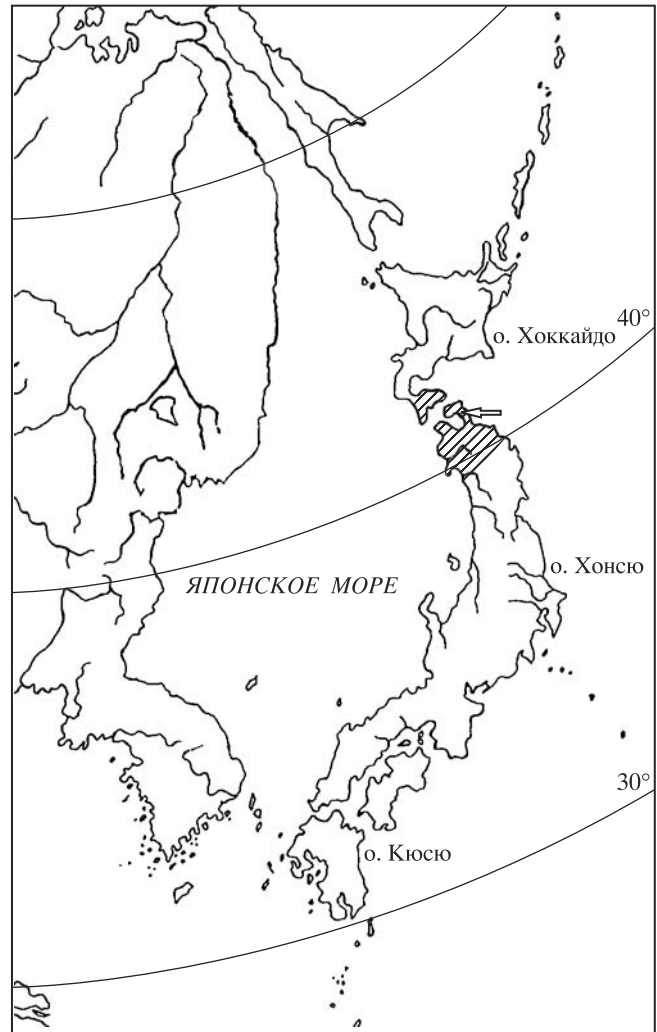 40°
о. Хоккайдо
о. Хонсю
ЯПОНСКОЕ МОРЕ
30°
о. Кюсю